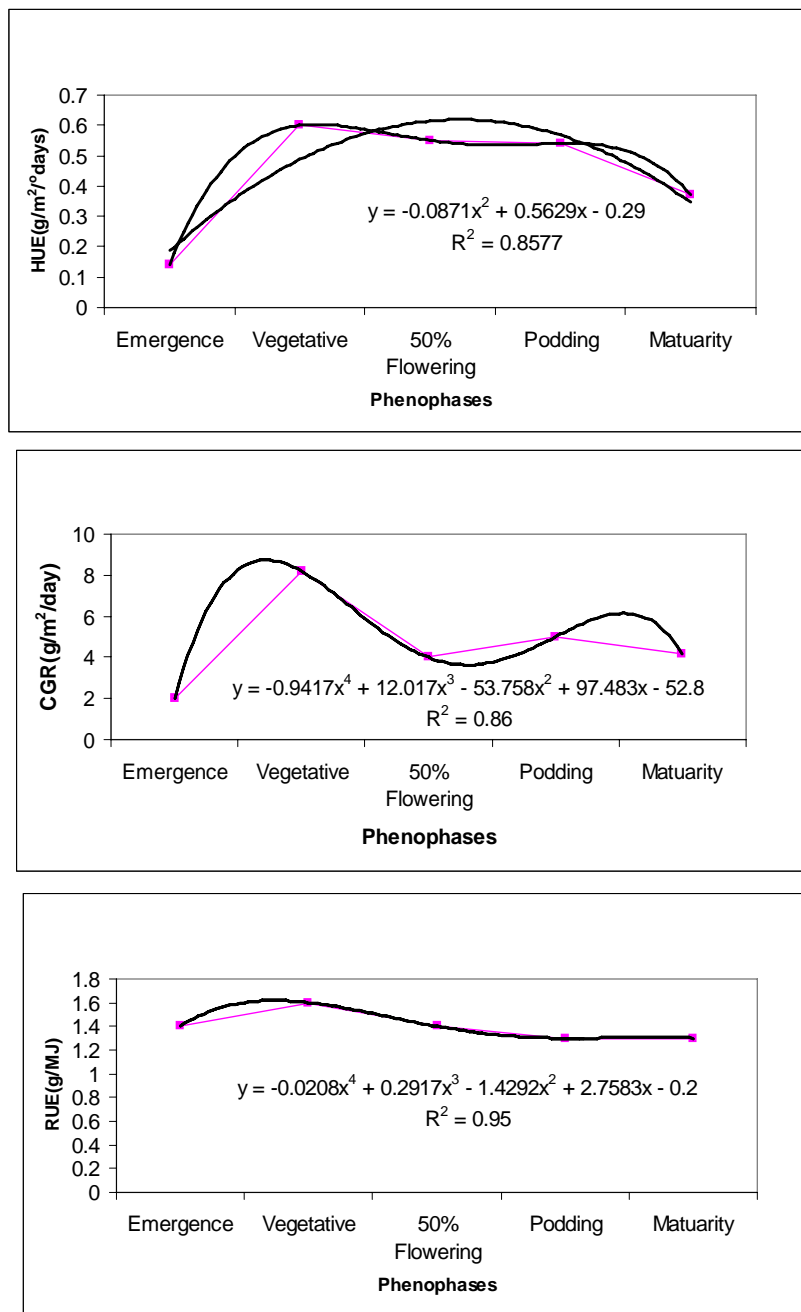 HUE(g/m²/ºdays)
0.7
0.6
0.5
0.4
0.3
0.2
0.1
0
y = -0.0871x² + 0.5629x - 0.29
R² = 0.8577
Emergence Vegetative 50% Podding Matuarity
Flowering
Phenophases
CGR(g/m²/day)
10
8
6
4
2
0
y = -0.9417x⁴ + 12.017x³ - 53.758x² + 97.483x - 52.8
R² = 0.86
Emergence Vegetative 50% Podding Matuarity
Flowering
Phenophases
RUE(g/MJ)
1.8
1.6
1.4
1.2
1
0.8
0.6
0.4
0.2
0
y = -0.0208x⁴ + 0.2917x³ - 1.4292x² + 2.7583x - 0.2
R² = 0.95
Emergence Vegetative 50% Podding Matuarity
Flowering
Phenophases